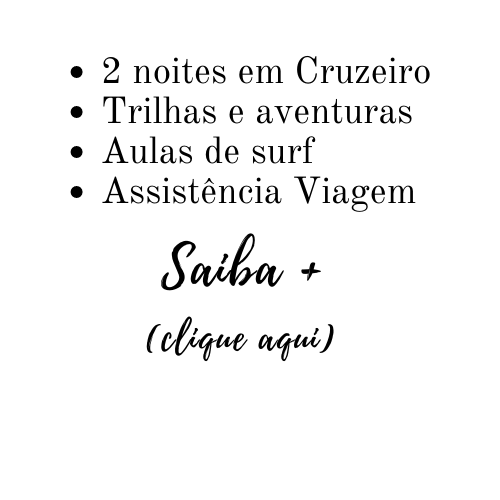 • 2 noites em Cruzeiro
• Trilhas e aventuras
• Aulas de surf
• Assistência Viagem
Saiba +
(clique aqui)